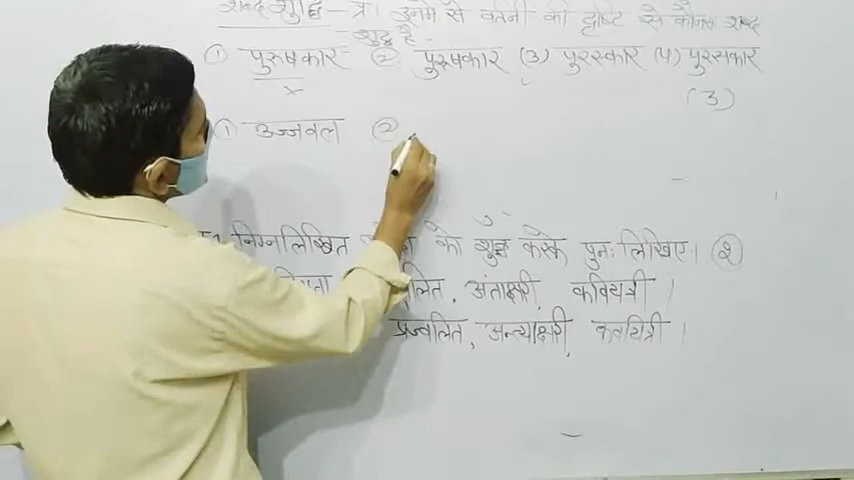 शब्द शुद्धि - प्र। उनमें से वर्तनी की दृष्टि से कौनसा शब्द
शुद्ध है -
① पुरुषकार ② पुरूषकार (3) पुरस्कार (4) पुरसकार
(3)
① उज्जवल ②
निम्नलिखित को शुद्ध करके पुनः लिखिए। (2)
अंताक्षरी, कवियत्री।
प्रज्वलित, अन्त्याक्षरी, कवयित्री।